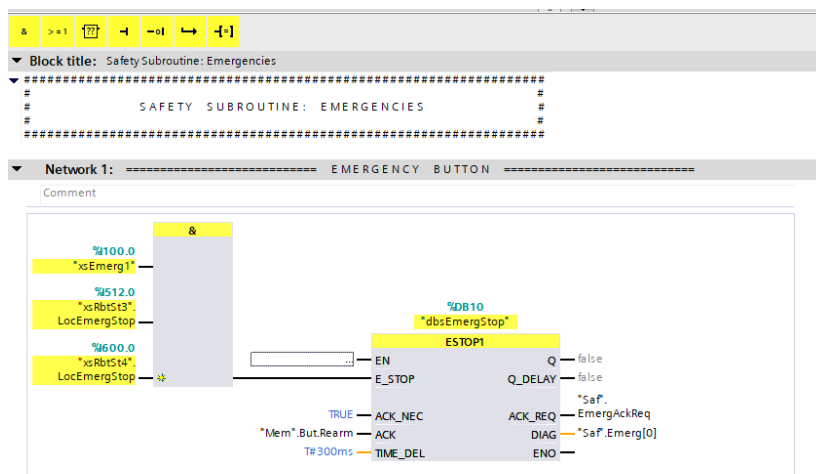 & >=1 [??] ⊣ –o| ↦ –[=]
Block title: Safety Subroutine: Emergencies
###################################################################
# #
# SAFETY SUBROUTINE: EMERGENCIES #
# #
###################################################################
Network 1: ============================ EMERGENCY BUTTON ============================
Comment
&
%I100.0
"xsEmerg1"
%I512.0
"xsRbtSt3".
LocEmergStop
%I600.0
"xsRbtSt4".
LocEmergStop
%DB10
"dbsEmergStop"
ESTOP1
... EN Q false
E_STOP Q_DELAY false
"Saf".
TRUE ACK_NEC ACK_REQ EmergAckReq
"Mem".But.Rearm ACK DIAG "Saf".Emerg[0]
T#300ms TIME_DEL ENO